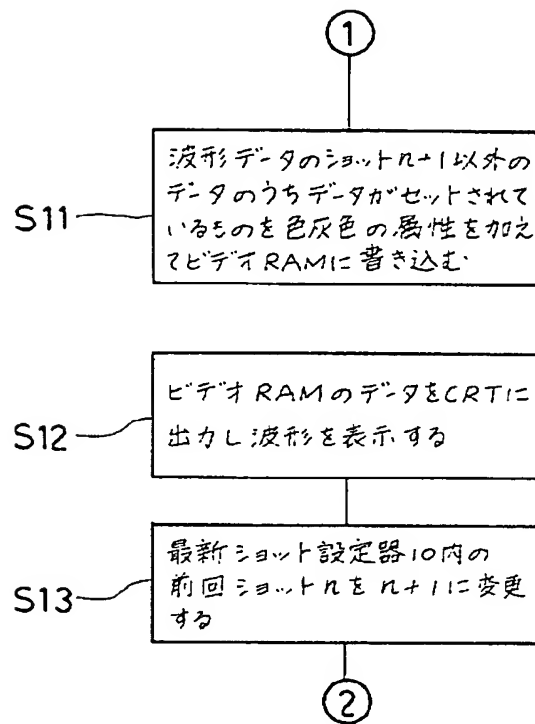 ①
S11
波形データのショットn+1以外の
データのうちデータがセットされて
いるものを色灰色の属性を加え
てビデオRAMに書き込む
S12
ビデオRAMのデータをCRTに
出力し波形を表示する
S13
最新ショット設定器10内の
前回ショットnをn+1に変更
する
②